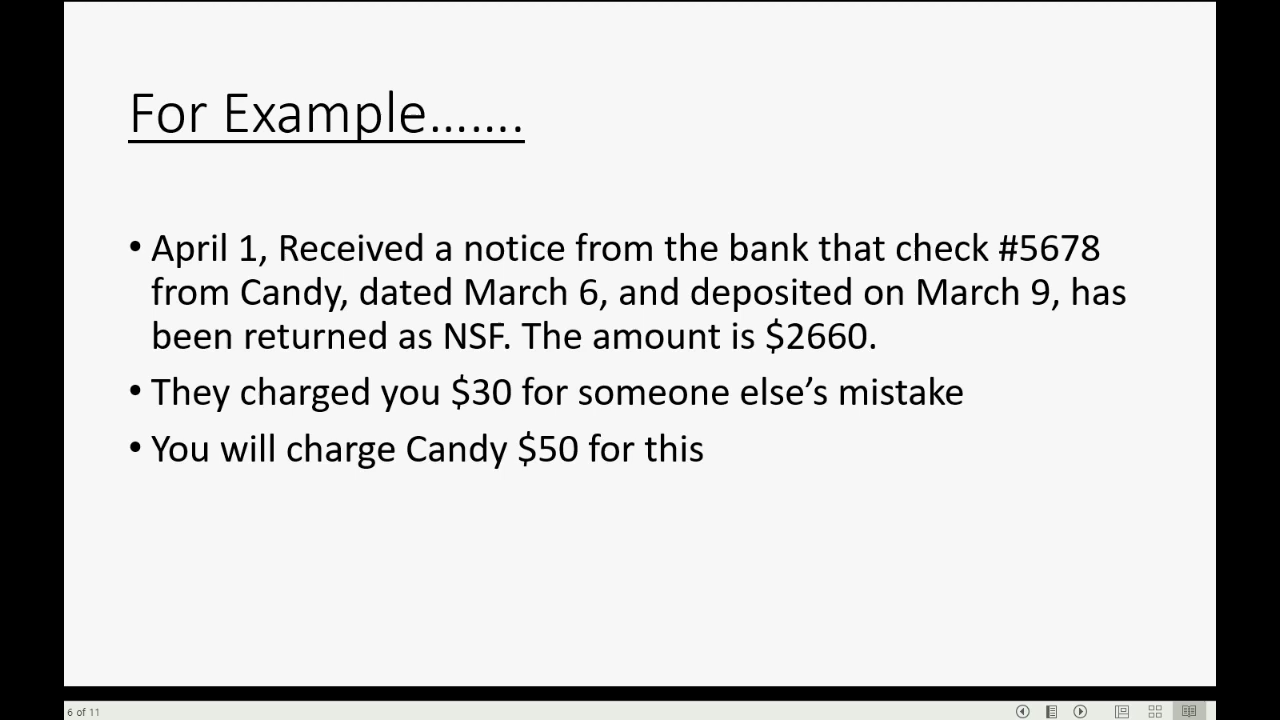 For Example.......
• April 1, Received a notice from the bank that check #5678
from Candy, dated March 6, and deposited on March 9, has
been returned as NSF. The amount is $2660.
• They charged you $30 for someone else’s mistake
• You will charge Candy $50 for this
6 of 11